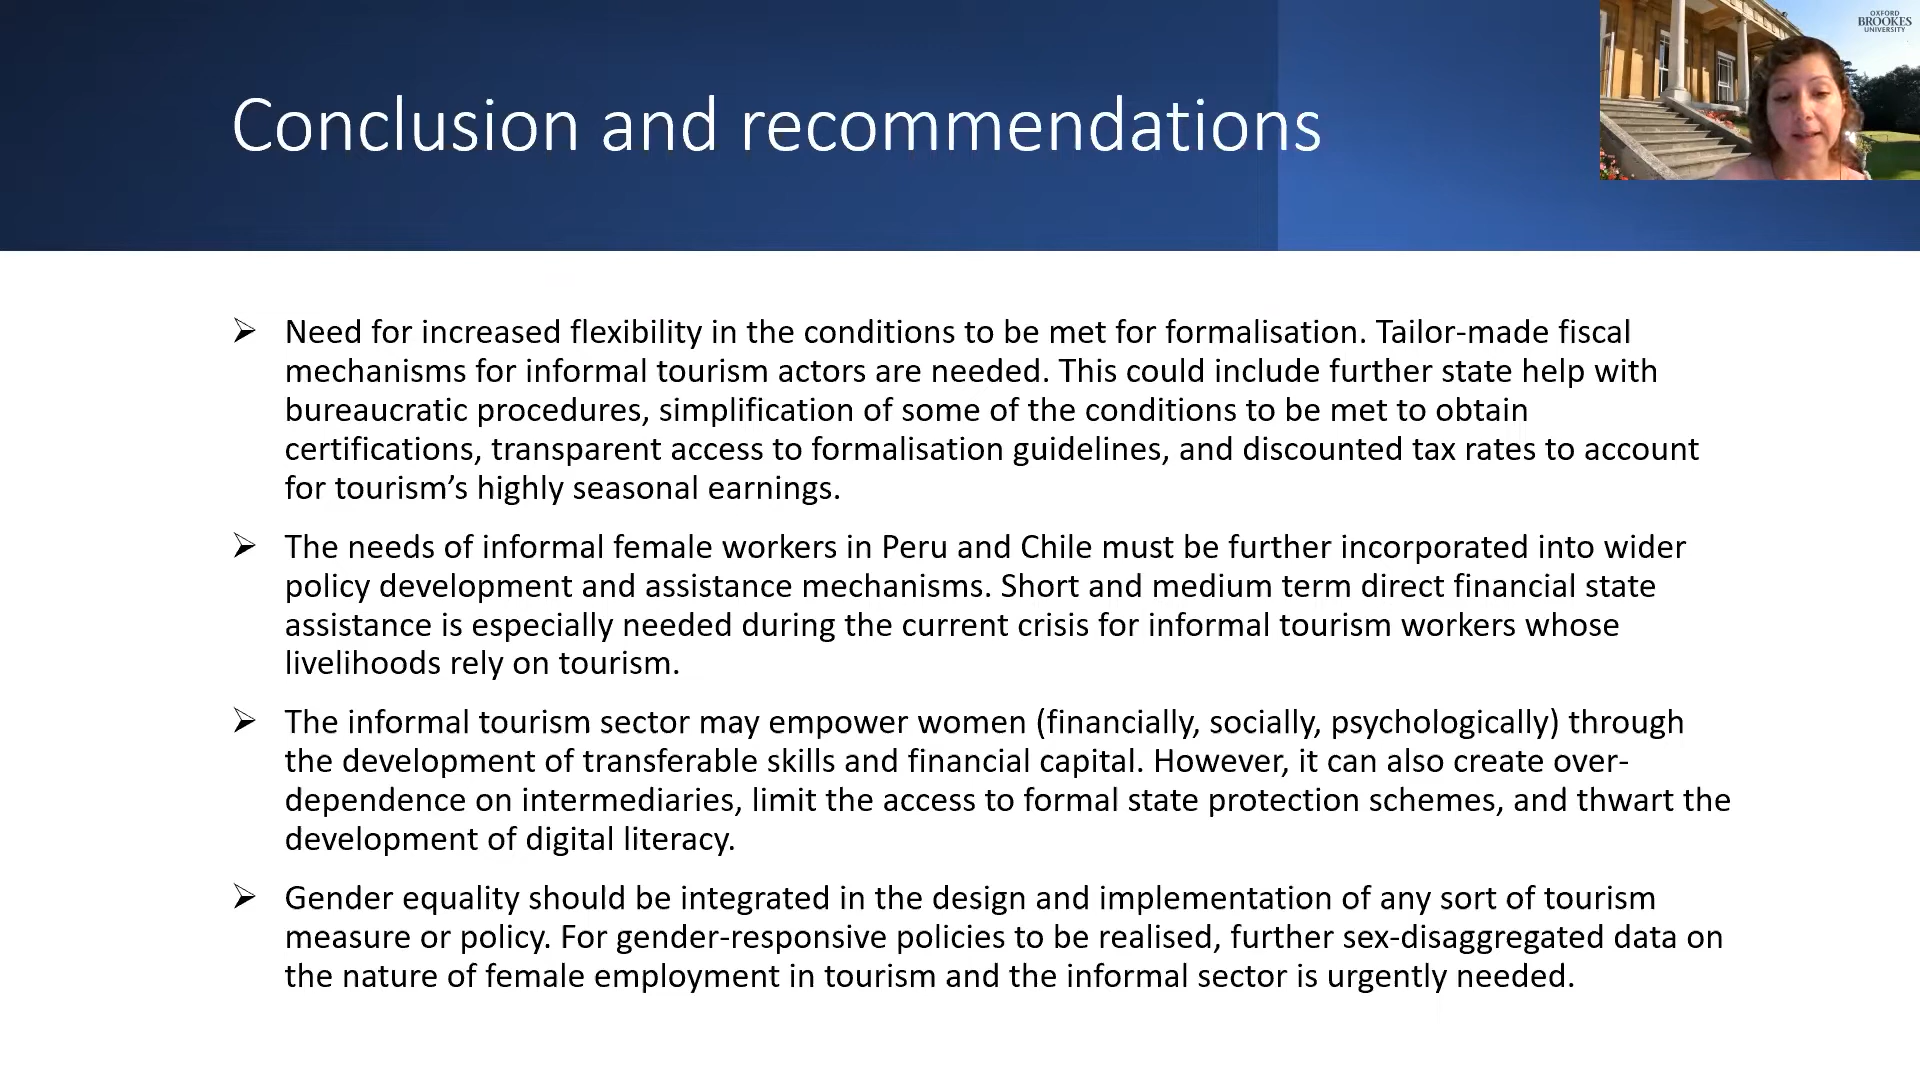 Conclusion and recommendations
OXFORD
BROOKES
UNIVERSITY
➢ Need for increased flexibility in the conditions to be met for formalisation. Tailor-made fiscal
mechanisms for informal tourism actors are needed. This could include further state help with
bureaucratic procedures, simplification of some of the conditions to be met to obtain
certifications, transparent access to formalisation guidelines, and discounted tax rates to account
for tourism’s highly seasonal earnings.
➢ The needs of informal female workers in Peru and Chile must be further incorporated into wider
policy development and assistance mechanisms. Short and medium term direct financial state
assistance is especially needed during the current crisis for informal tourism workers whose
livelihoods rely on tourism.
➢ The informal tourism sector may empower women (financially, socially, psychologically) through
the development of transferable skills and financial capital. However, it can also create over-
dependence on intermediaries, limit the access to formal state protection schemes, and thwart the
development of digital literacy.
➢ Gender equality should be integrated in the design and implementation of any sort of tourism
measure or policy. For gender-responsive policies to be realised, further sex-disaggregated data on
the nature of female employment in tourism and the informal sector is urgently needed.